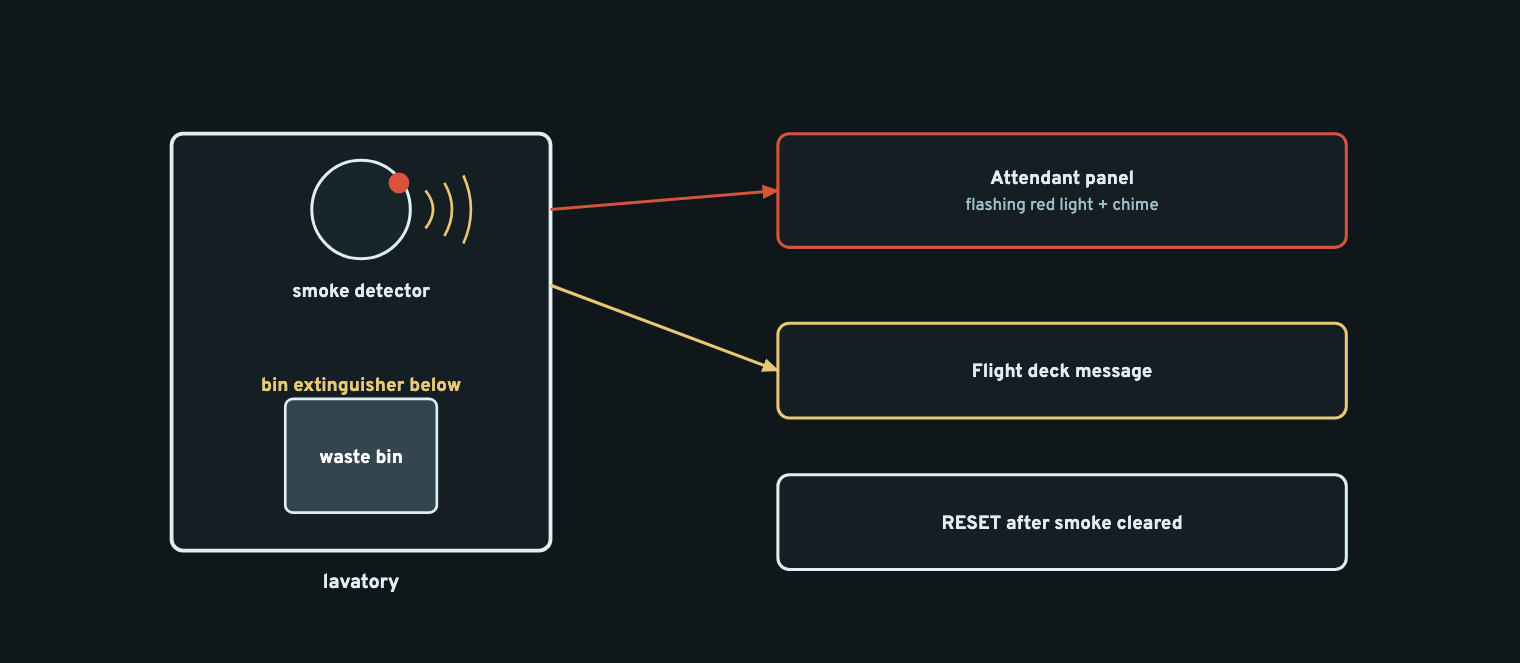 smoke detector
bin extinguisher below
waste bin
lavatory
Attendant panel
flashing red light + chime
Flight deck message
RESET after smoke cleared